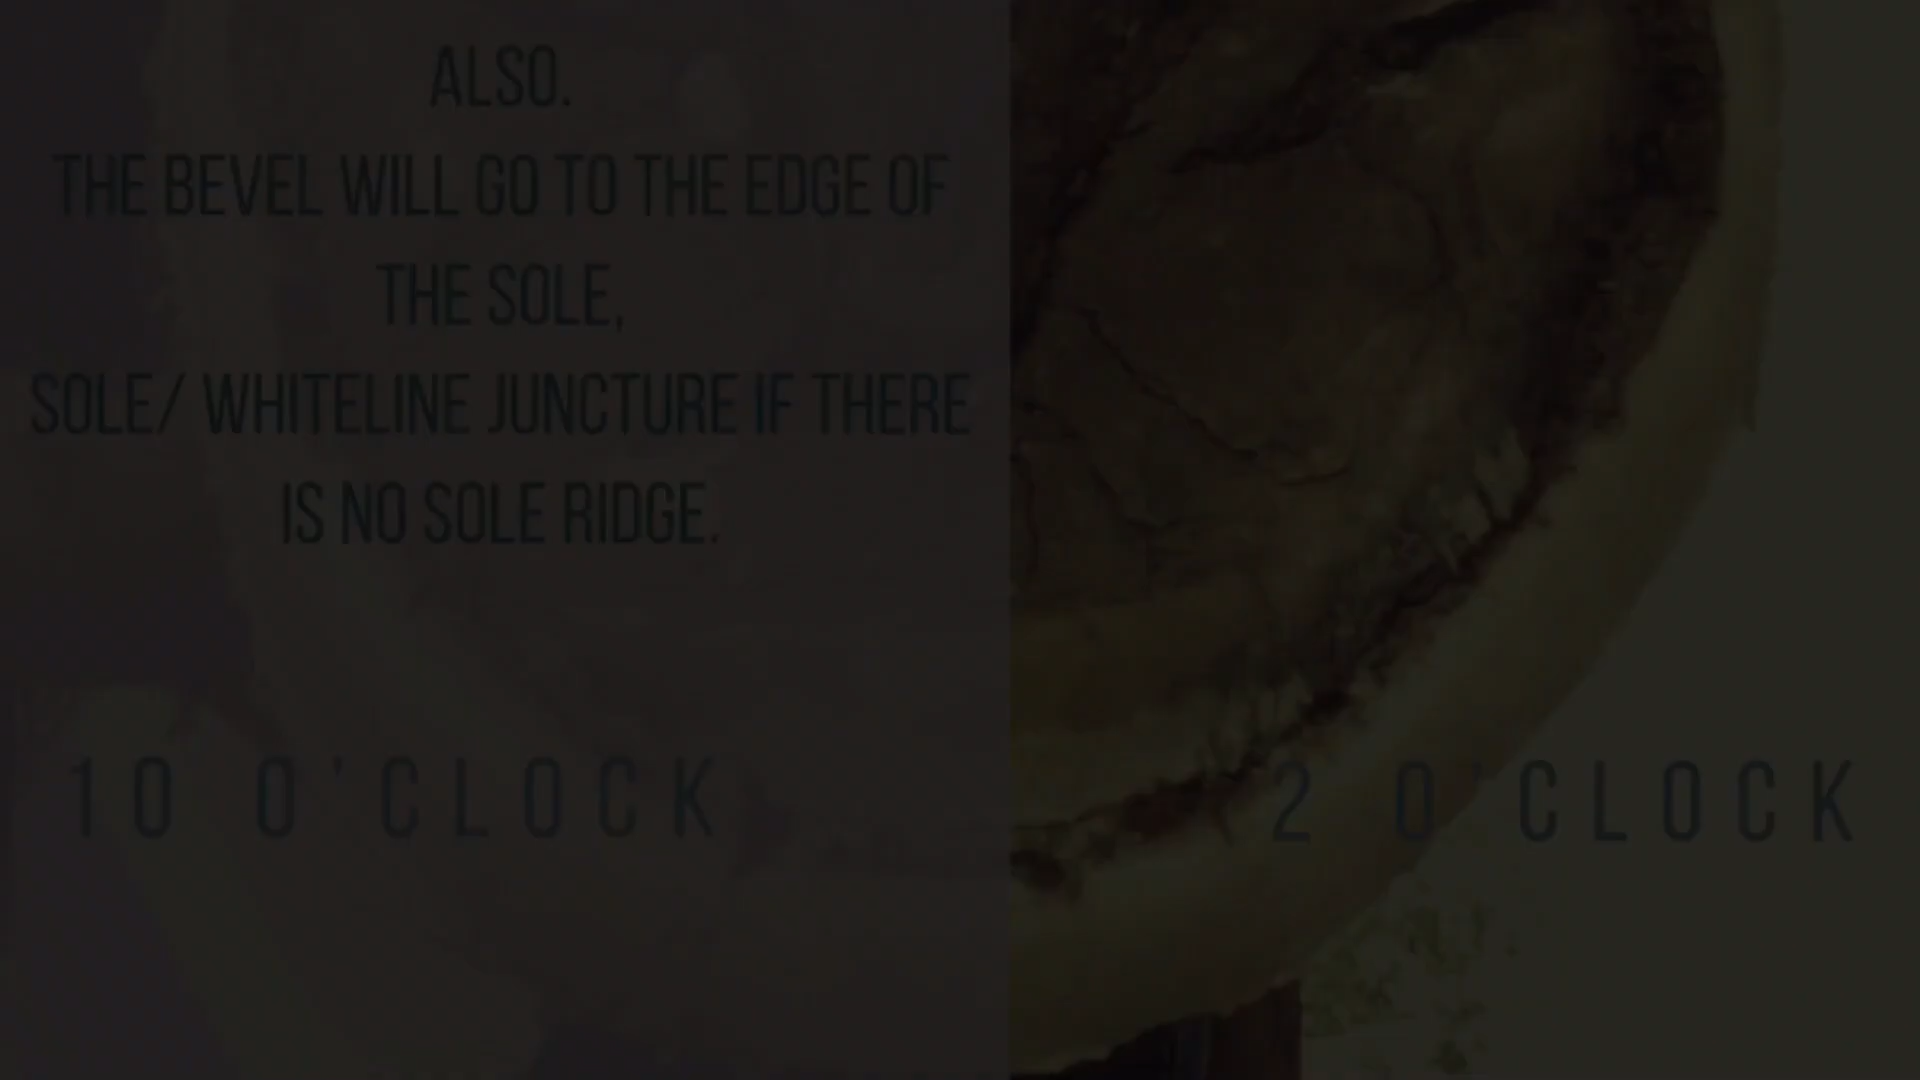 ALSO.
THE BEVEL WILL GO TO THE EDGE OF
THE SOLE,
SOLE/ WHITELINE JUNCTURE IF THERE
IS NO SOLE RIDGE.
10 O'CLOCK
2 O'CLOCK